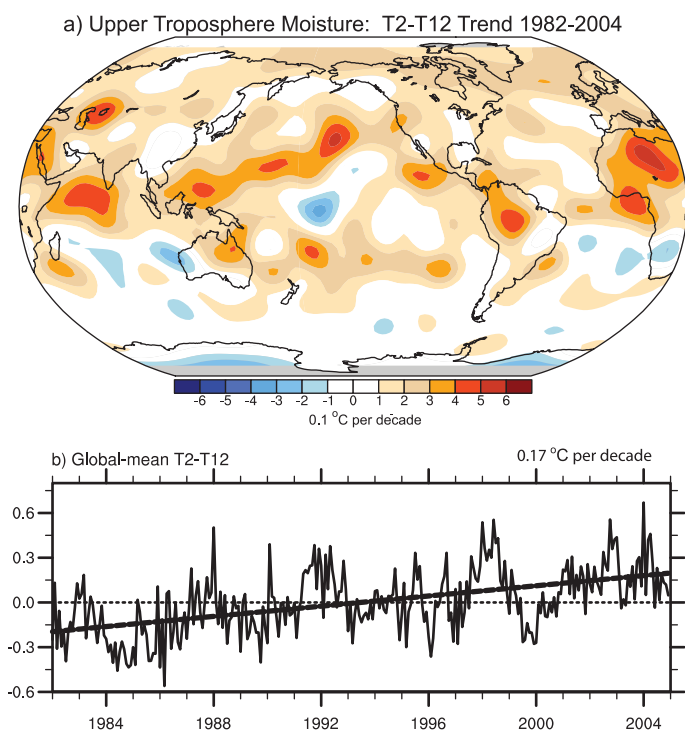 a) Upper Troposphere Moisture: T2-T12 Trend 1982-2004
-6 -5 -4 -3 -2 -1 0 1 2 3 4 5 6
0.1 °C per decade
b) Global-mean T2-T12 0.17 °C per decade
0.6
0.3
0.0
-0.3
-0.6
1984 1988 1992 1996 2000 2004